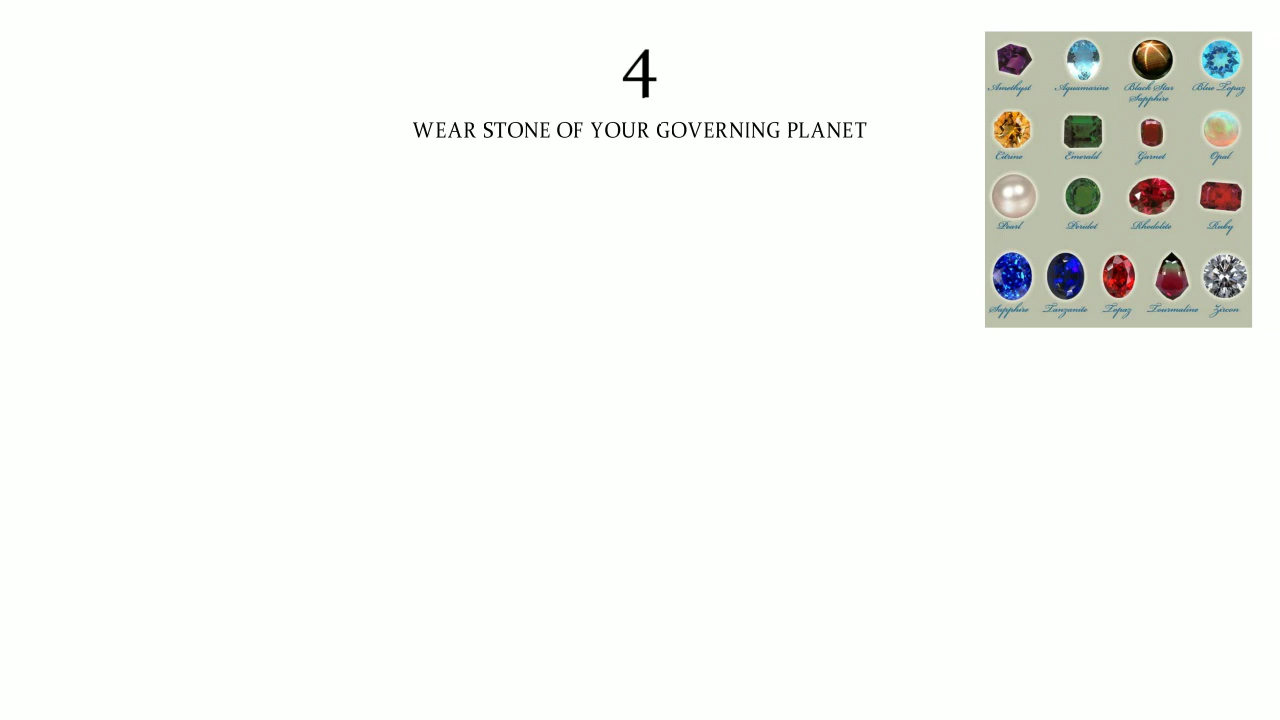 4
WEAR STONE OF YOUR GOVERNING PLANET
Amethyst Aquamarine Black Star Sapphire Blue Topaz
Citrine Emerald Garnet Opal
Pearl Peridot Rhodolite Ruby
Sapphire Tanzanite Topaz Tourmaline Zircon